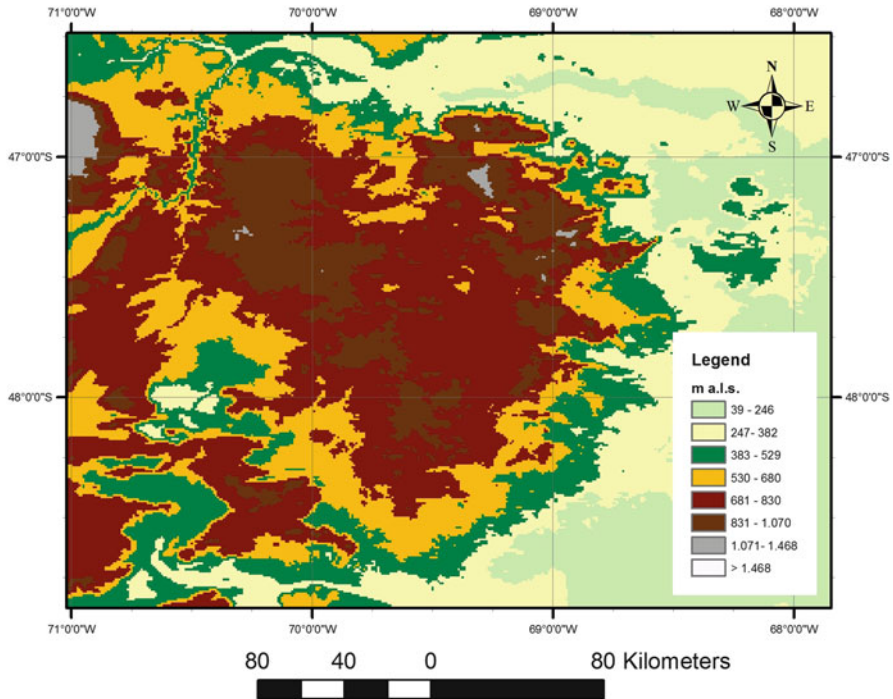 71°0'0"W 70°0'0"W 69°0'0"W 68°0'0"W
N
W E
S
47°0'0"S 47°0'0"S
48°0'0"S 48°0'0"S
Legend
m a.l.s.
39 - 246
247- 382
383 - 529
530 - 680
681 - 830
831 - 1.070
1.071- 1.468
> 1.468
71°0'0"W 70°0'0"W 69°0'0"W 68°0'0"W
80 40 0 80 Kilometers